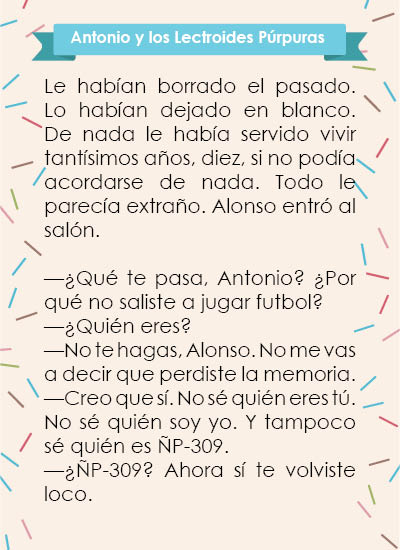 Antonio y los Lectroides Púrpuras
Le habían borrado el pasado.
Lo habían dejado en blanco.
De nada le había servido vivir
tantísimos años, diez, si no podía
acordarse de nada. Todo le
parecía extraño. Alonso entró al
salón.
—¿Qué te pasa, Antonio? ¿Por
qué no saliste a jugar futbol?
—¿Quién eres?
—No te hagas, Alonso. No me vas
a decir que perdiste la memoria.
—Creo que sí. No sé quién eres tú.
No sé quién soy yo. Y tampoco
sé quién es ÑP-309.
—¿ÑP-309? Ahora sí te volviste
loco.